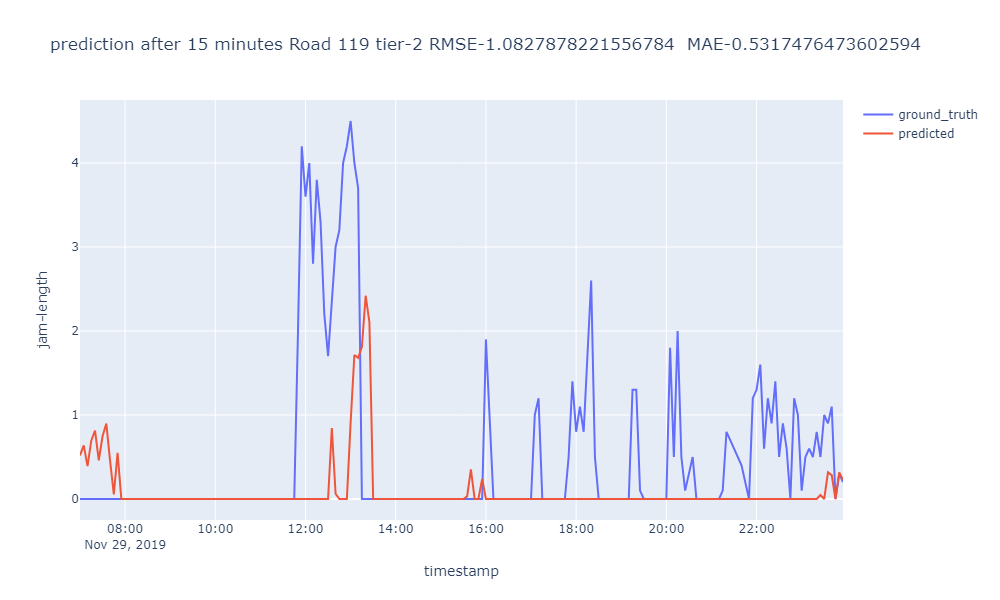 prediction after 15 minutes Road 119 tier-2 RMSE-1.0827878221556784  MAE-0.5317476473602594
ground_truth
predicted
4
3
2
1
0
jam-length
08:00 10:00 12:00 14:00 16:00 18:00 20:00 22:00
Nov 29, 2019
timestamp